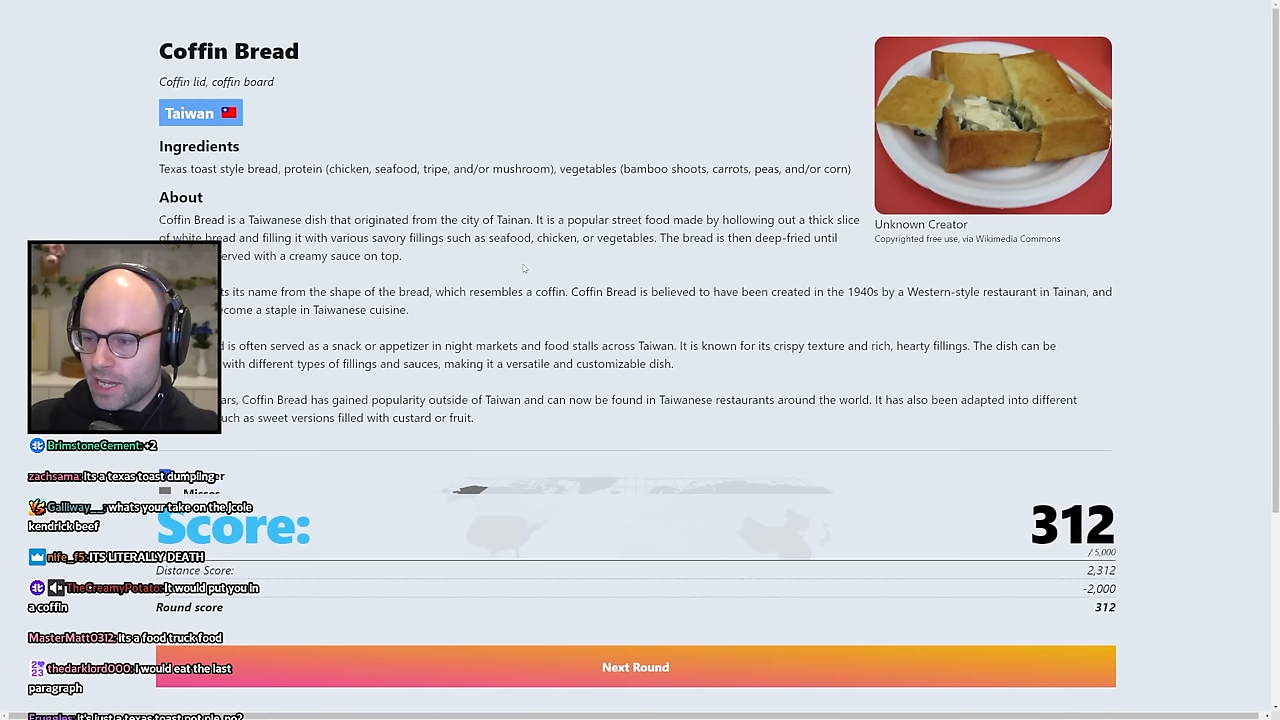 Coffin Bread
Coffin lid, coffin board
Taiwan
Ingredients
Texas toast style bread, protein (chicken, seafood, tripe, and/or mushroom), vegetables (bamboo shoots, carrots, peas, and/or corn)
About
Coffin Bread is a Taiwanese dish that originated from the city of Tainan. It is a popular street food made by hollowing out a thick slice
of white bread and filling it with various savory fillings such as seafood, chicken, or vegetables. The bread is then deep-fried until
erved with a creamy sauce on top.
ts its name from the shape of the bread, which resembles a coffin. Coffin Bread is believed to have been created in the 1940s by a Western-style restaurant in Tainan, and
ecome a staple in Taiwanese cuisine.
d is often served as a snack or appetizer in night markets and food stalls across Taiwan. It is known for its crispy texture and rich, hearty fillings. The dish can be
with different types of fillings and sauces, making it a versatile and customizable dish.
ars, Coffin Bread has gained popularity outside of Taiwan and can now be found in Taiwanese restaurants around the world. It has also been adapted into different
uch as sweet versions filled with custard or fruit.
Unknown Creator
Copyrighted free use, via Wikimedia Commons
Misses
Score:
312
/ 5,000
Distance Score:
2,312
-2,000
Round score
312
Next Round
BrimstoneCement: +2
zachsama: Its a texas toast dumpling
Galllway__: whats your take on the Jcole
kendrick beef
nife_f5: ITS LITERALLY DEATH
TheCreamyPotato: It would put you in
a coffin
MasterMatt0312: its a food truck food
thedarklord000: I would eat the last
paragraph
Fruggles: it's just a texas toast pot pie, no?